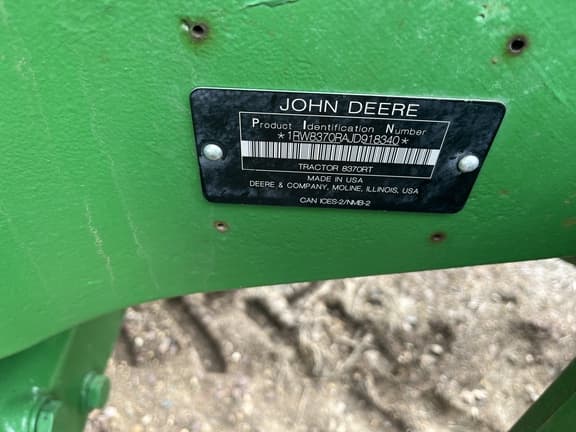 JOHN DEERE
Product Identification Number
*1RW8370RAJD918340*
TRACTOR 8370RT
MADE IN USA
DEERE & COMPANY, MOLINE, ILLINOIS, USA
CAN ICES-2/NMB-2